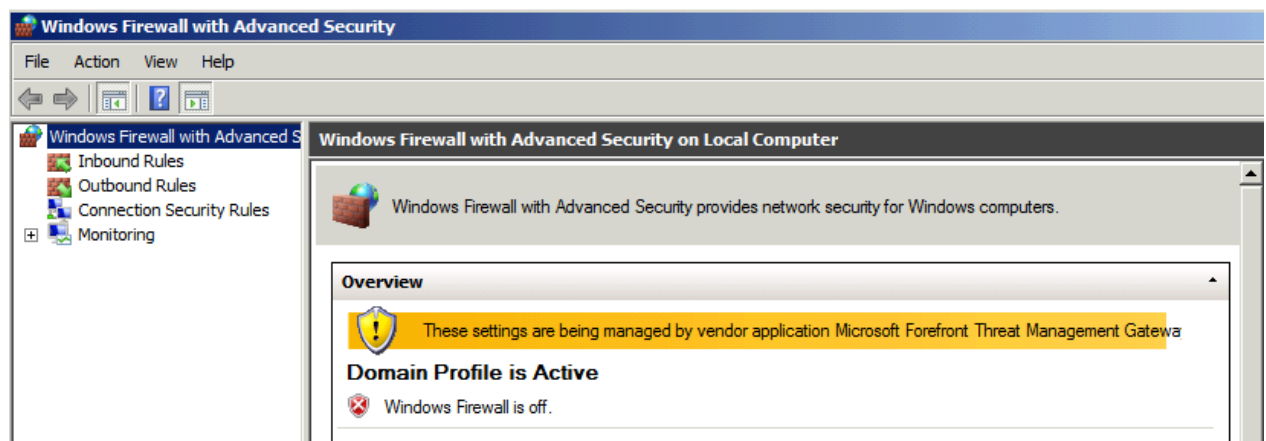 Windows Firewall with Advanced Security
File Action View Help
Windows Firewall with Advanced S
Inbound Rules
Outbound Rules
Connection Security Rules
Monitoring
Windows Firewall with Advanced Security on Local Computer
Windows Firewall with Advanced Security provides network security for Windows computers.
Overview
These settings are being managed by vendor application Microsoft Forefront Threat Management Gatewa
Domain Profile is Active
Windows Firewall is off.